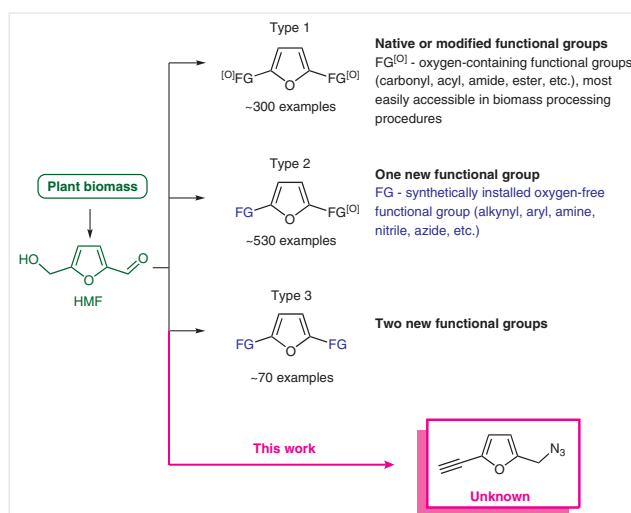 Type 1
[O]FG
O
FG[O]
~300 examples
Native or modified functional groups
FG[O] - oxygen-containing functional groups
(carbonyl, acyl, amide, ester, etc.), most
easily accessible in biomass processing
procedures
Type 2
FG
O
FG[O]
~530 examples
One new functional group
FG - synthetically installed oxygen-free
functional group (alkynyl, aryl, amine,
nitrile, azide, etc.)
Plant biomass
HO
O
O
HMF
Type 3
FG
O
FG
~70 examples
Two new functional groups
This work
O
N3
Unknown